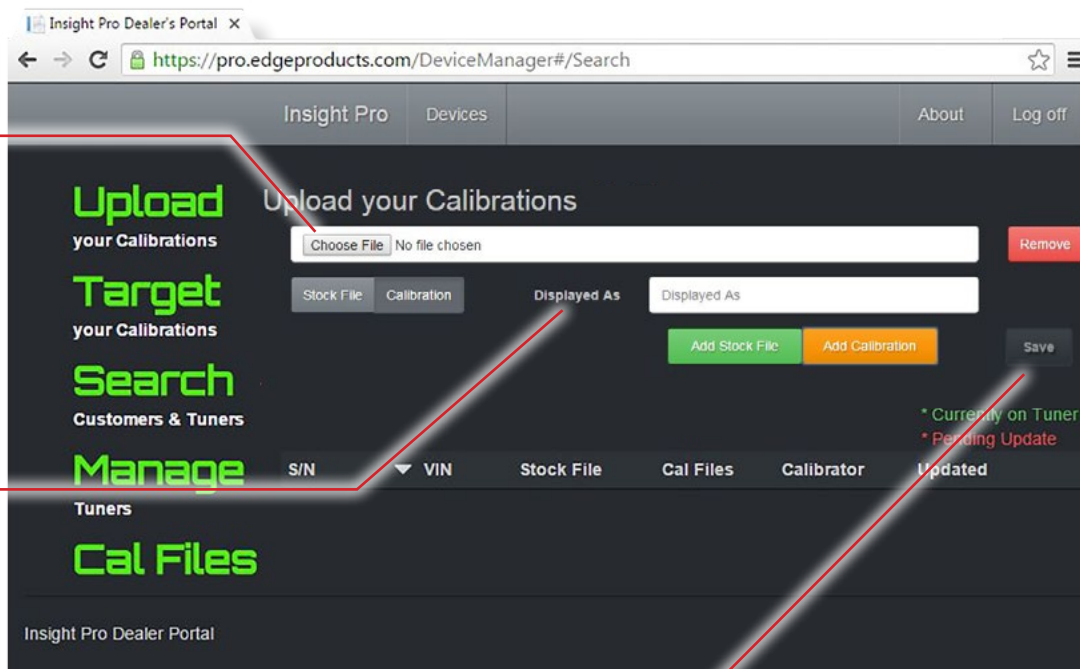 Insight Pro Dealer's Portal
https://pro.edgeproducts.com/DeviceManager#/Search
Insight Pro Devices About Log off
Upload
your Calibrations
Target
your Calibrations
Search
Customers & Tuners
Manage
Tuners
Cal Files
Upload your Calibrations
Choose File No file chosen Remove
Stock File Calibration Displayed As Displayed As
Add Stock File Add Calibration Save
* Currently on Tuner
* Pending Update
S/N VIN Stock File Cal Files Calibrator Updated
Insight Pro Dealer Portal